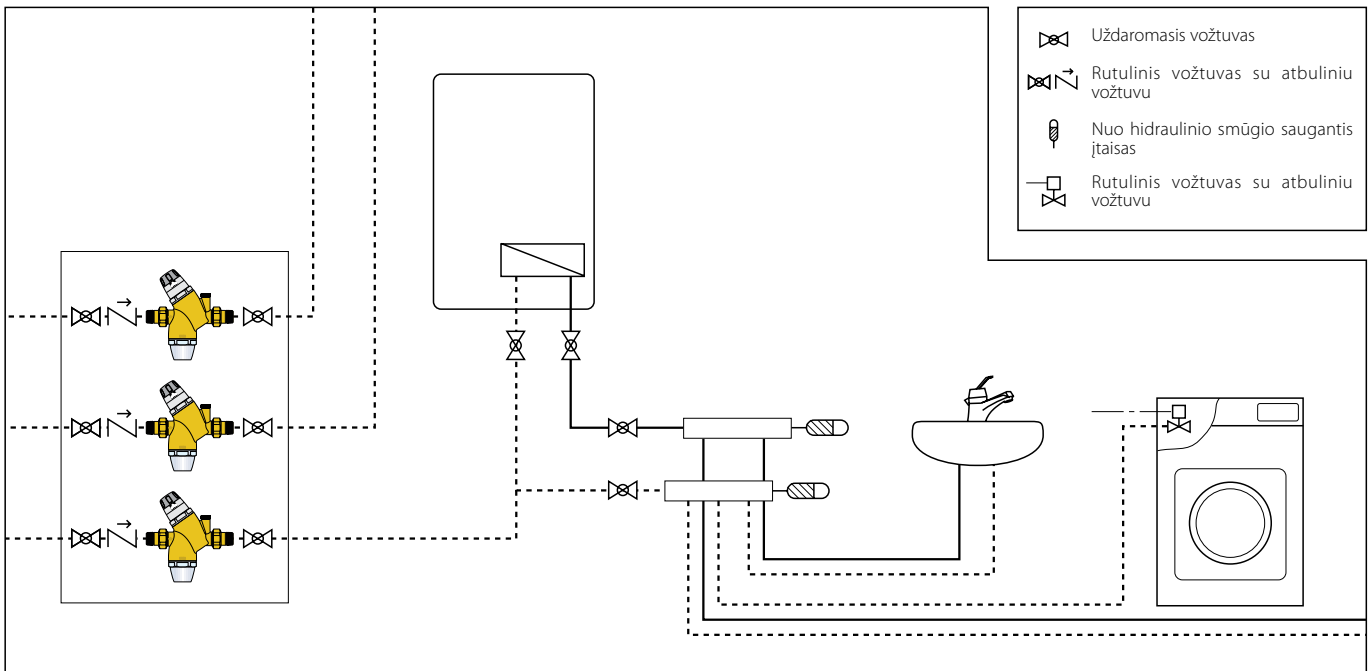 Uždaromasis vožtuvas
Rutulinis vožtuvas su atbuliniu
vožtuvu
Nuo hidraulinio smūgio saugantis
įtaisas
Rutulinis vožtuvas su atbuliniu
vožtuvu